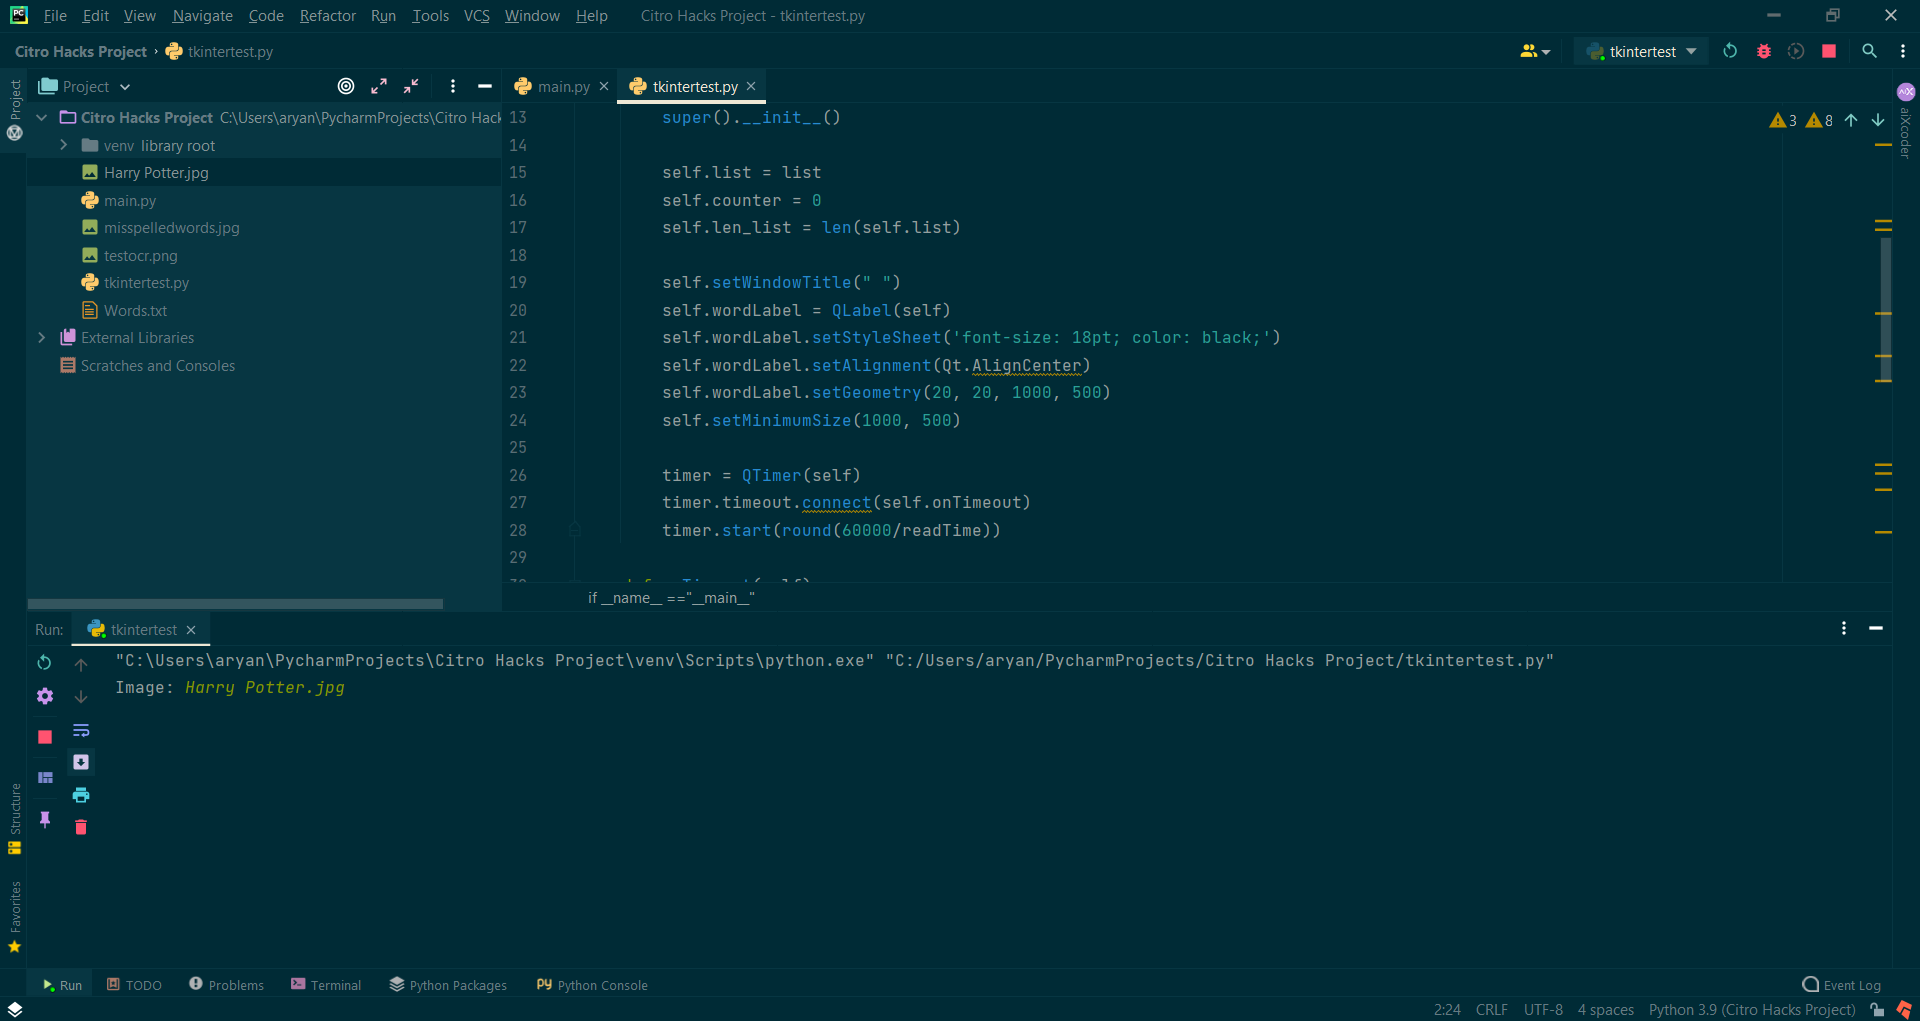 PC File Edit View Navigate Code Refactor Run Tools VCS Window Help Citro Hacks Project - tkintertest.py
Citro Hacks Project › tkintertest.py tkintertest
Project
Project
main.py
tkintertest.py
Citro Hacks Project C:\Users\aryan\PycharmProjects\Citro Hack
venv library root
Harry Potter.jpg
main.py
misspelledwords.jpg
testocr.png
tkintertest.py
Words.txt
External Libraries
Scratches and Consoles
13 super().__init__()
14
15 self.list = list
16 self.counter = 0
17 self.len_list = len(self.list)
18
19 self.setWindowTitle(" ")
20 self.wordLabel = QLabel(self)
21 self.wordLabel.setStyleSheet('font-size: 18pt; color: black;')
22 self.wordLabel.setAlignment(Qt.AlignCenter)
23 self.wordLabel.setGeometry(20, 20, 1000, 500)
24 self.setMinimumSize(1000, 500)
25
26 timer = QTimer(self)
27 timer.timeout.connect(self.onTimeout)
28 timer.start(round(60000/readTime))
29
3 8
aiXcoder
if __name__ =="__main__"
Run: tkintertest
"C:\Users\aryan\PycharmProjects\Citro Hacks Project\venv\Scripts\python.exe" "C:/Users/aryan/PycharmProjects/Citro Hacks Project/tkintertest.py"
Image: Harry Potter.jpg
Structure
Favorites
Run TODO Problems Terminal Python Packages Python Console Event Log
2:24 CRLF UTF-8 4 spaces Python 3.9 (Citro Hacks Project)